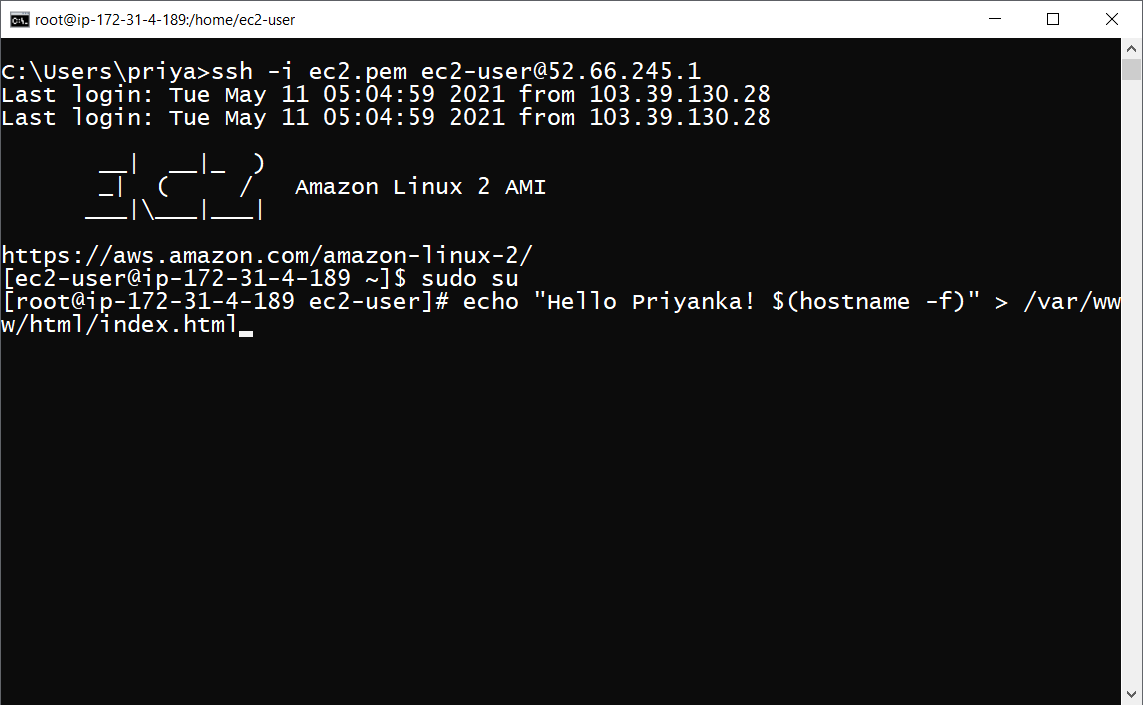 root@ip-172-31-4-189:/home/ec2-user
C:\Users\priya>ssh -i ec2.pem ec2-user@52.66.245.1
Last login: Tue May 11 05:04:59 2021 from 103.39.130.28
Last login: Tue May 11 05:04:59 2021 from 103.39.130.28

       __|  __|_  )
       _|  (     /   Amazon Linux 2 AMI
      ___|\___|___|

https://aws.amazon.com/amazon-linux-2/
[ec2-user@ip-172-31-4-189 ~]$ sudo su
[root@ip-172-31-4-189 ec2-user]# echo "Hello Priyanka! $(hostname -f)" > /var/ww
w/html/index.html